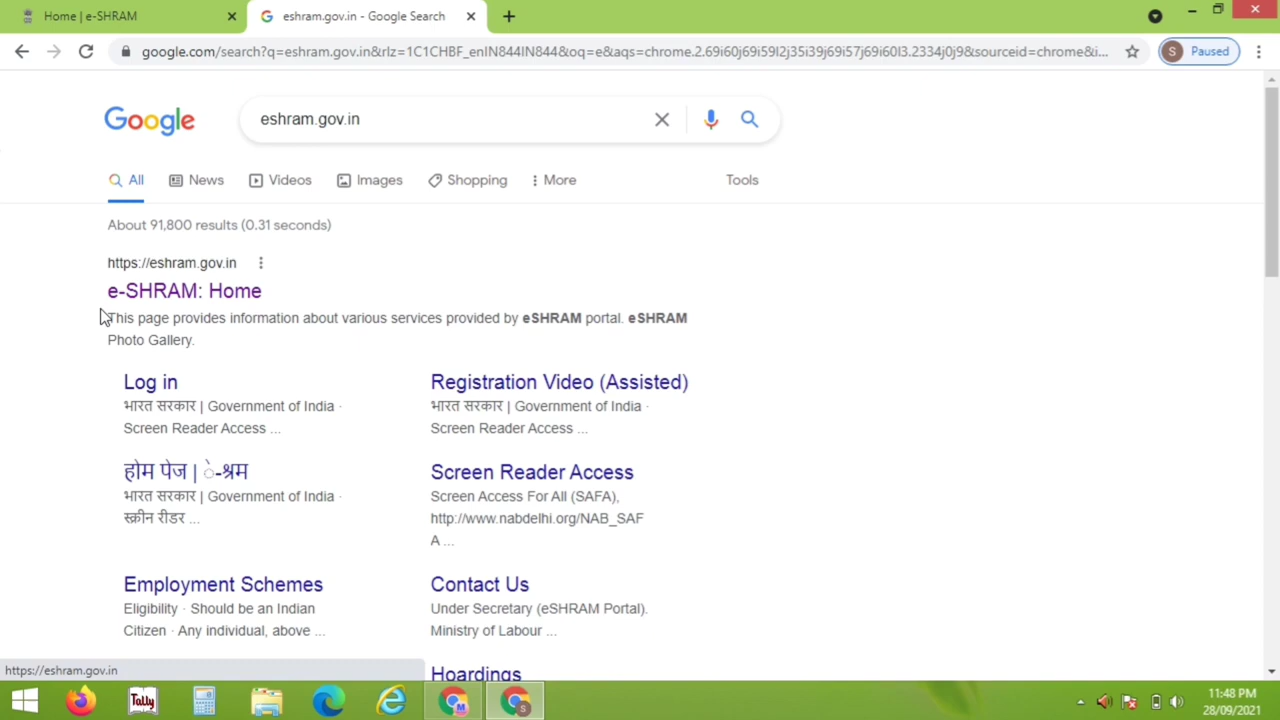 Home | e-SHRAM
eshram.gov.in - Google Search
google.com/search?q=eshram.gov.in&rlz=1C1CHBF_enIN844IN844&oq=e&aqs=chrome.2.69i60j69i59l2j35i39j69i57j69i60l3.2334j0j9&sourceid=chrome&i...
S Paused
Google
eshram.gov.in
All News Videos Images Shopping More Tools
About 91,800 results (0.31 seconds)
https://eshram.gov.in
e-SHRAM: Home
This page provides information about various services provided by eSHRAM portal. eSHRAM
Photo Gallery.
Log in
भारत सरकार | Government of India ·
Screen Reader Access ...
Registration Video (Assisted)
भारत सरकार | Government of India ·
Screen Reader Access ...
होम पेज | े-श्रम
भारत सरकार | Government of India ·
स्क्रीन रीडर ...
Screen Reader Access
Screen Access For All (SAFA),
http://www.nabdelhi.org/NAB_SAF
A ...
Employment Schemes
Eligibility · Should be an Indian
Citizen · Any individual, above ...
Contact Us
Under Secretary (eSHRAM Portal).
Ministry of Labour ...
Hoardings
https://eshram.gov.in
Tally
M
S
11:48 PM
28/09/2021